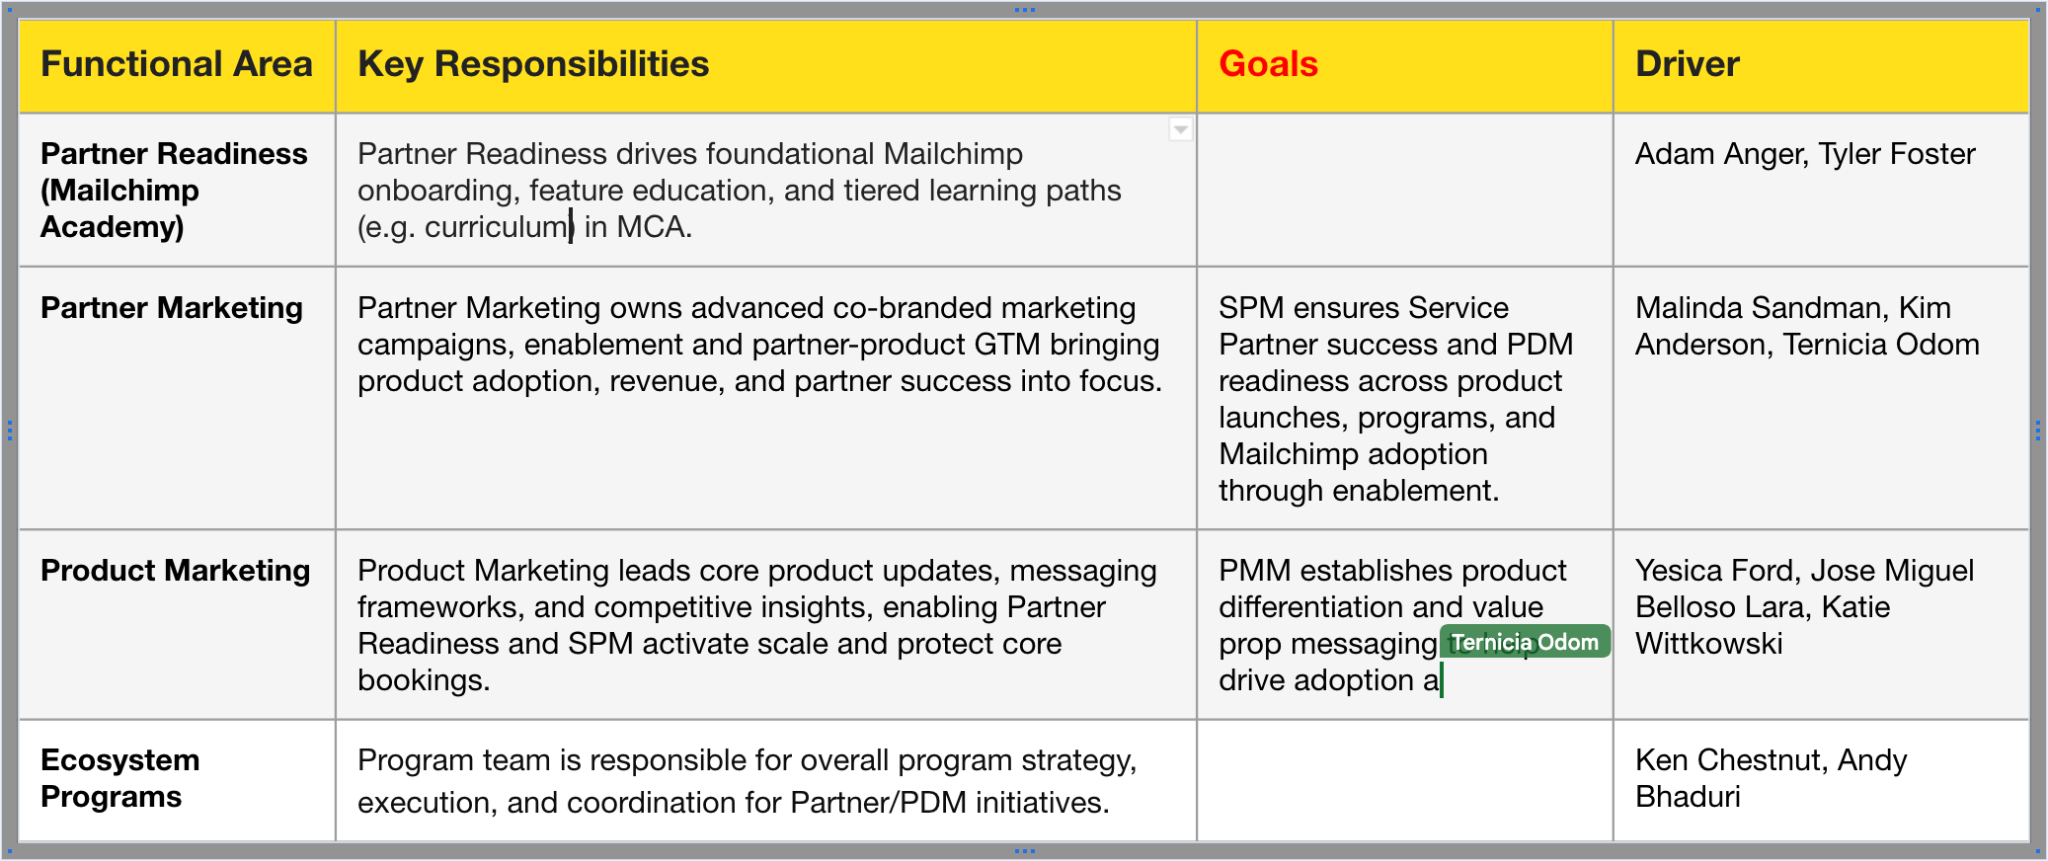 Functional Area
Key Responsibilities
Goals
Driver
Partner Readiness
(Mailchimp
Academy)
Partner Readiness drives foundational Mailchimp
onboarding, feature education, and tiered learning paths
(e.g. curriculum) in MCA.
Adam Anger, Tyler Foster
Partner Marketing
Partner Marketing owns advanced co-branded marketing
campaigns, enablement and partner-product GTM bringing
product adoption, revenue, and partner success into focus.
SPM ensures Service
Partner success and PDM
readiness across product
launches, programs, and
Mailchimp adoption
through enablement.
Malinda Sandman, Kim
Anderson, Ternicia Odom
Product Marketing
Product Marketing leads core product updates, messaging
frameworks, and competitive insights, enabling Partner
Readiness and SPM activate scale and protect core
bookings.
PMM establishes product
differentiation and value
prop messaging to help
drive adoption a
Ternicia Odom
Yesica Ford, Jose Miguel
Belloso Lara, Katie
Wittkowski
Ecosystem
Programs
Program team is responsible for overall program strategy,
execution, and coordination for Partner/PDM initiatives.
Ken Chestnut, Andy
Bhaduri